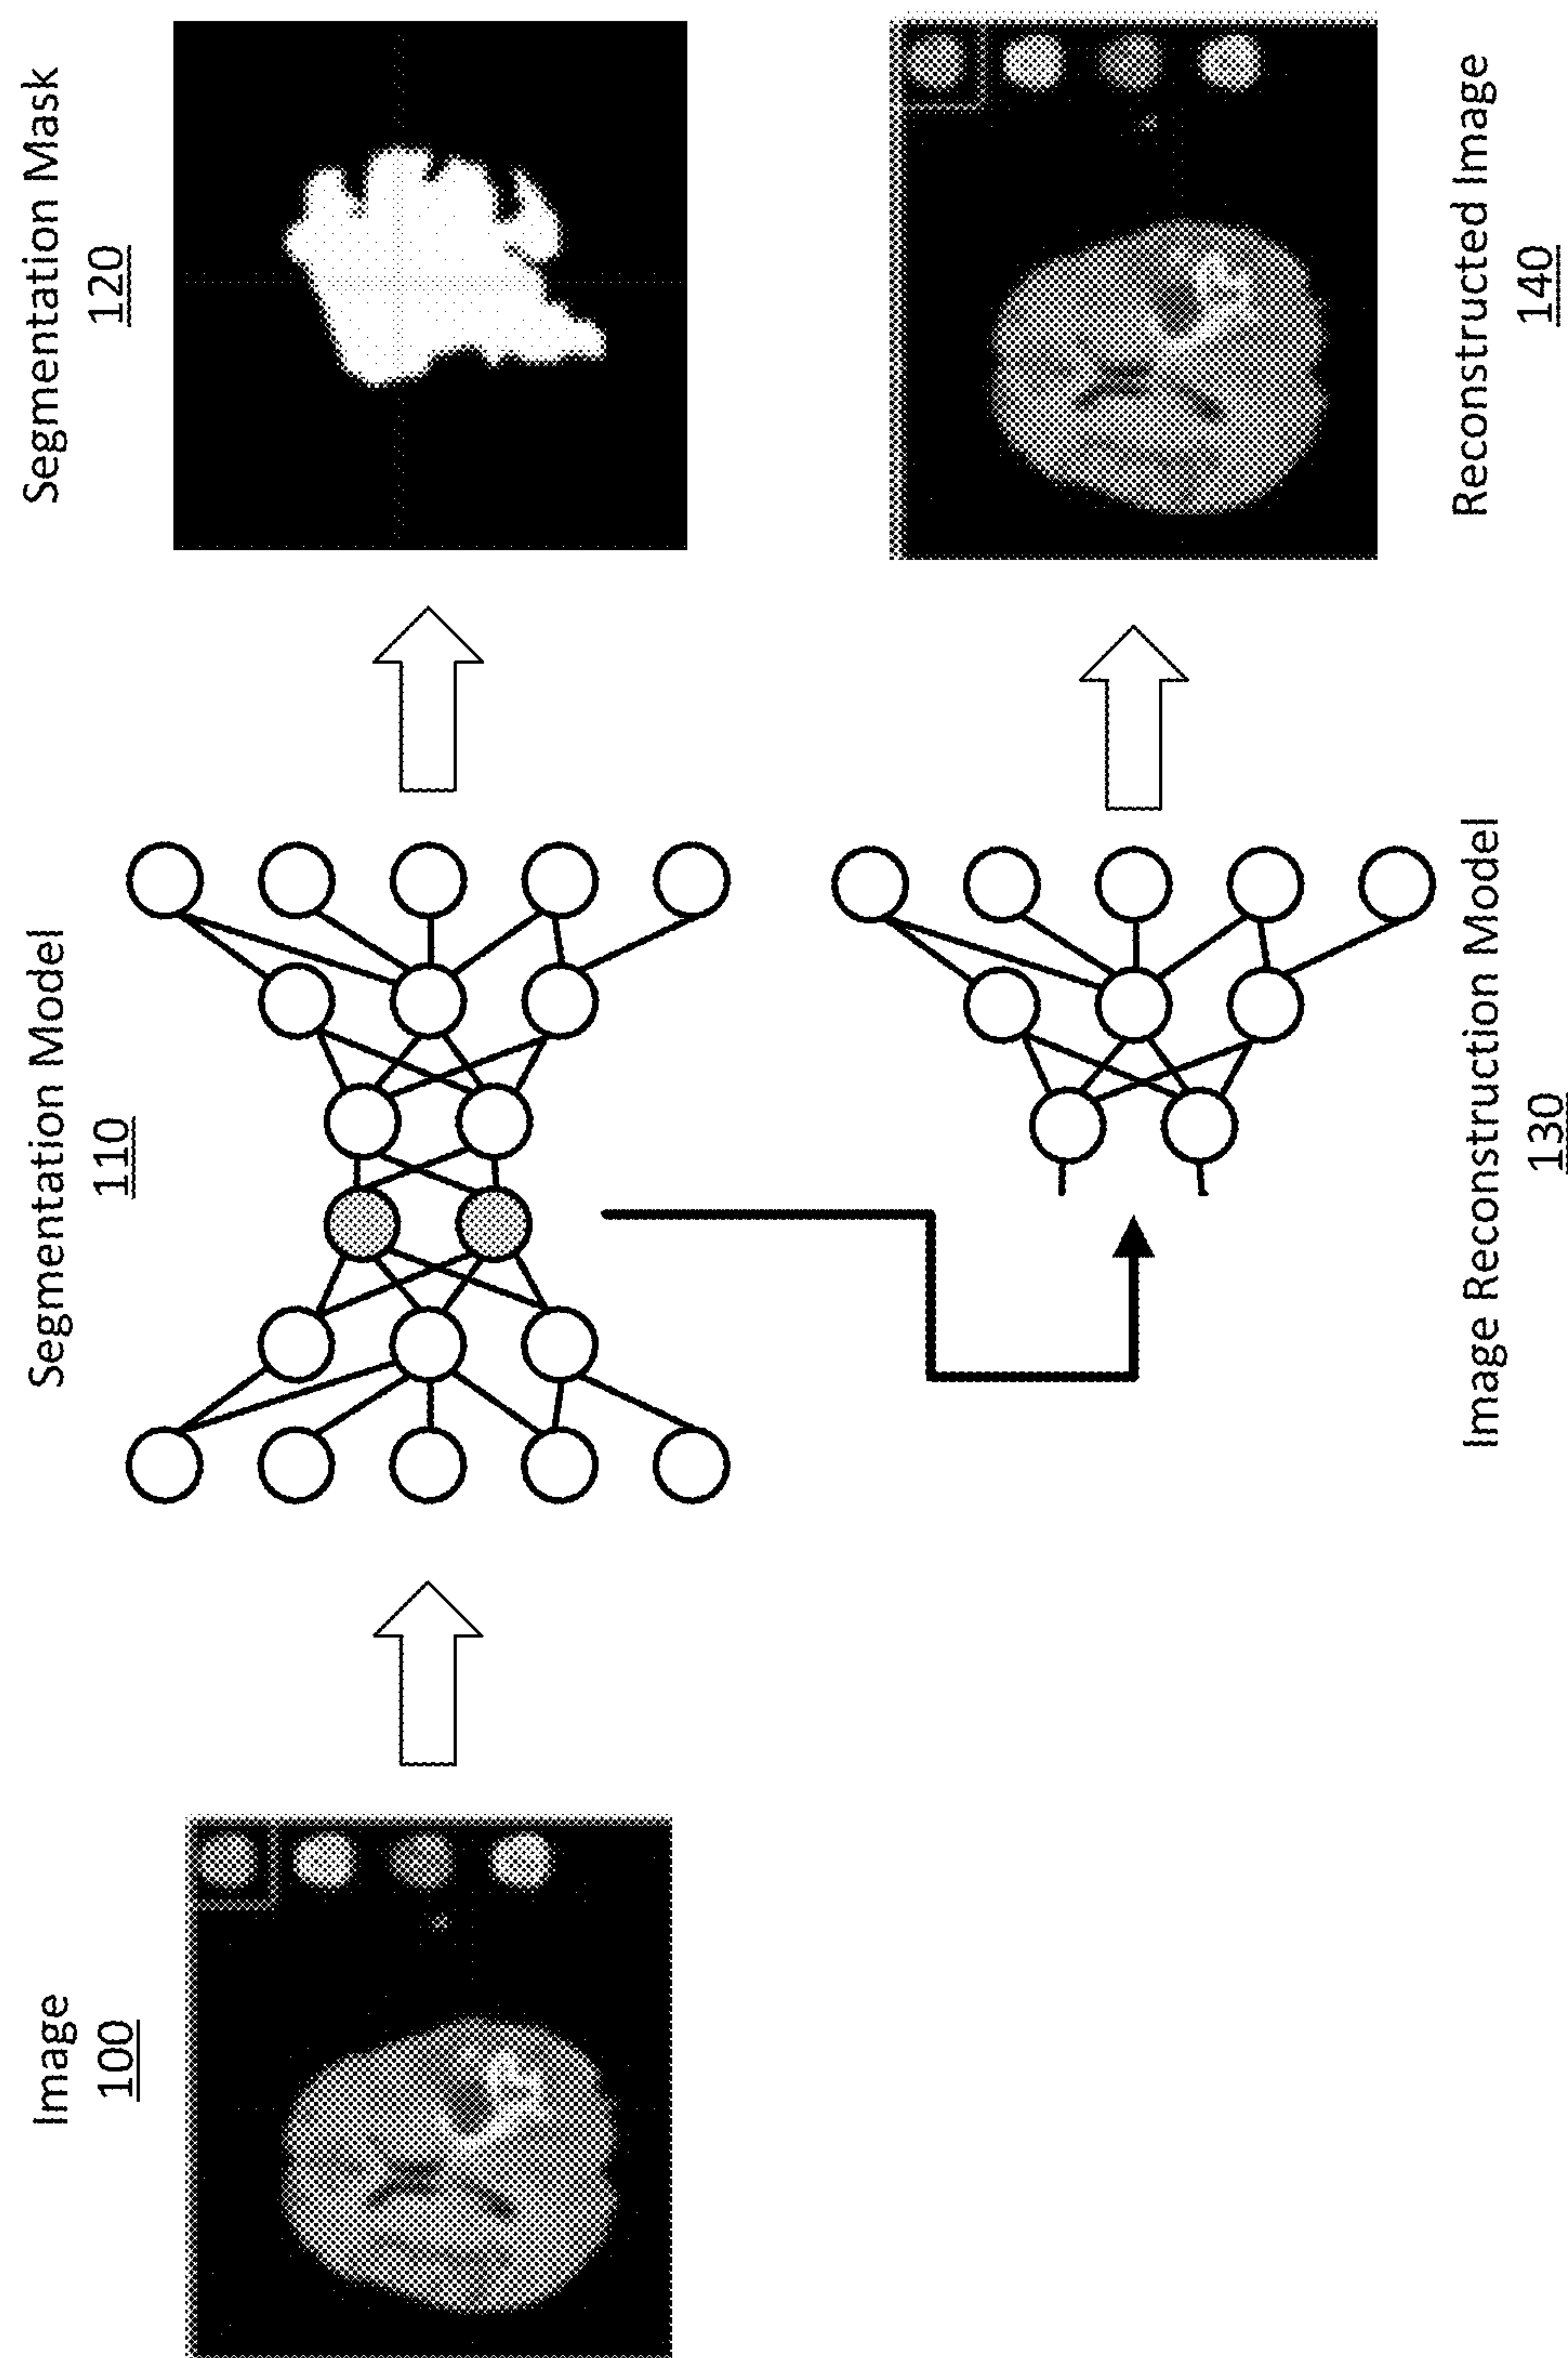 Image
100
Segmentation Model
110
Segmentation Mask
120
Image Reconstruction Model
130
Reconstructed Image
140